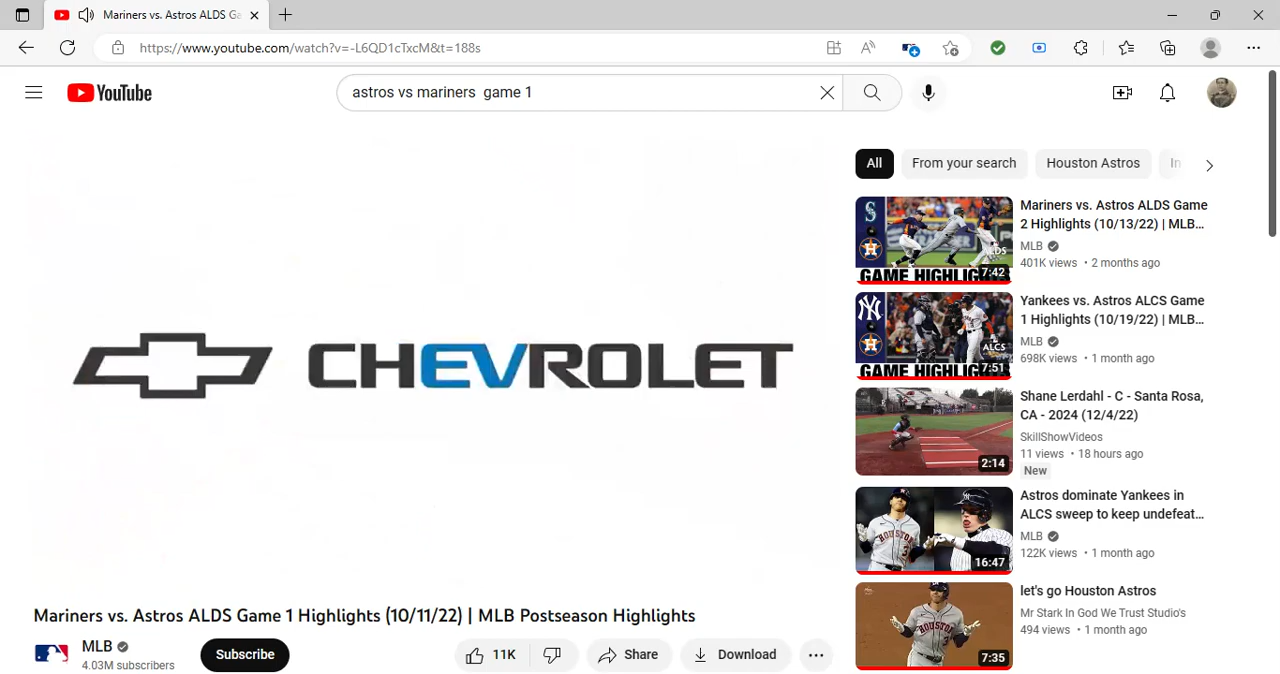 Mariners vs. Astros ALDS Ga
https://www.youtube.com/watch?v=-L6QD1cTxcM&t=188s
YouTube
astros vs mariners game 1
CHEVROLET
All
From your search
Houston Astros
In
Mariners vs. Astros ALDS Game
2 Highlights (10/13/22) | MLB...
MLB
401K views • 2 months ago
ALDS
GAME HIGHLIGHTS
7:42
Yankees vs. Astros ALCS Game
1 Highlights (10/19/22) | MLB...
MLB
698K views • 1 month ago
ALCS
GAME HIGHLIGHTS
7:51
Shane Lerdahl - C - Santa Rosa,
CA - 2024 (12/4/22)
SkillShowVideos
11 views • 18 hours ago
New
2:14
Astros dominate Yankees in
ALCS sweep to keep undefeat...
MLB
122K views • 1 month ago
HOUSTON
16:47
let's go Houston Astros
Mr Stark In God We Trust Studio's
494 views • 1 month ago
HOUSTON
7:35
Mariners vs. Astros ALDS Game 1 Highlights (10/11/22) | MLB Postseason Highlights
MLB
4.03M subscribers
Subscribe
11K
Share
Download